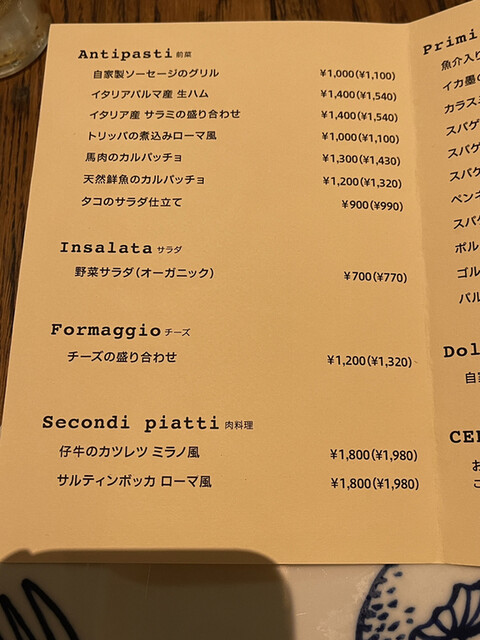 Antipasti 前菜
自家製ソーセージのグリル ¥1,000(¥1,100)
イタリアパルマ産 生ハム ¥1,400(¥1,540)
イタリア産 サラミの盛り合わせ ¥1,400(¥1,540)
トリッパの煮込みローマ風 ¥1,000(¥1,100)
馬肉のカルパッチョ ¥1,300(¥1,430)
天然鮮魚のカルパッチョ ¥1,200(¥1,320)
タコのサラダ仕立て ¥900(¥990)
Insalata サラダ
野菜サラダ(オーガニック) ¥700(¥770)
Formaggio チーズ
チーズの盛り合わせ ¥1,200(¥1,320)
Secondi piatti 肉料理
仔牛のカツレツ ミラノ風 ¥1,800(¥1,980)
サルティンボッカ ローマ風 ¥1,800(¥1,980)
Primi
魚介入り
イカ墨の
カラスミ
スパゲ
スパゲ
スパゲ
ペンネ
スパゲ
ポル
ゴル
パル
Dol
自
CE
お
こ